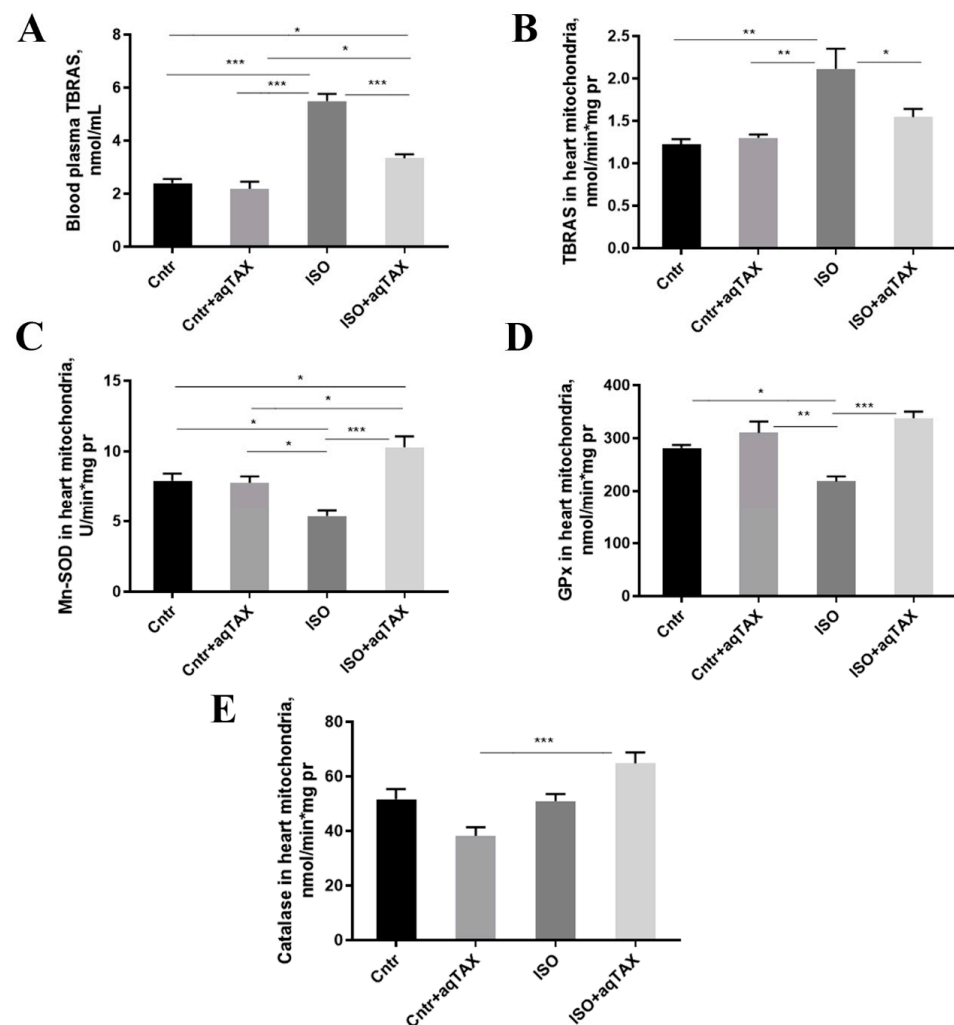 A
Blood plasma TBRAS,
nmol/mL
8
6
4
2
0
*
*
***
***
***
Cntr
Cntr+aqTAX
ISO
ISO+aqTAX
B
TBRAS in heart mitochondria,
nmol/min*mg pr
2.5
2.0
1.5
1.0
0.5
0.0
**
**
*
Cntr
Cntr+aqTAX
ISO
ISO+aqTAX
C
Mn-SOD in heart mitochondria,
U/min*mg pr
15
10
5
0
*
*
*
*
***
Cntr
Cntr+aqTAX
ISO
ISO+aqTAX
D
GPx in heart mitochondria,
nmol/min*mg pr
400
300
200
100
0
*
**
***
Cntr
Cntr+aqTAX
ISO
ISO+aqTAX
E
Catalase in heart mitochondria,
nmol/min*mg pr
80
60
40
20
0
***
Cntr
Cntr+aqTAX
ISO
ISO+aqTAX